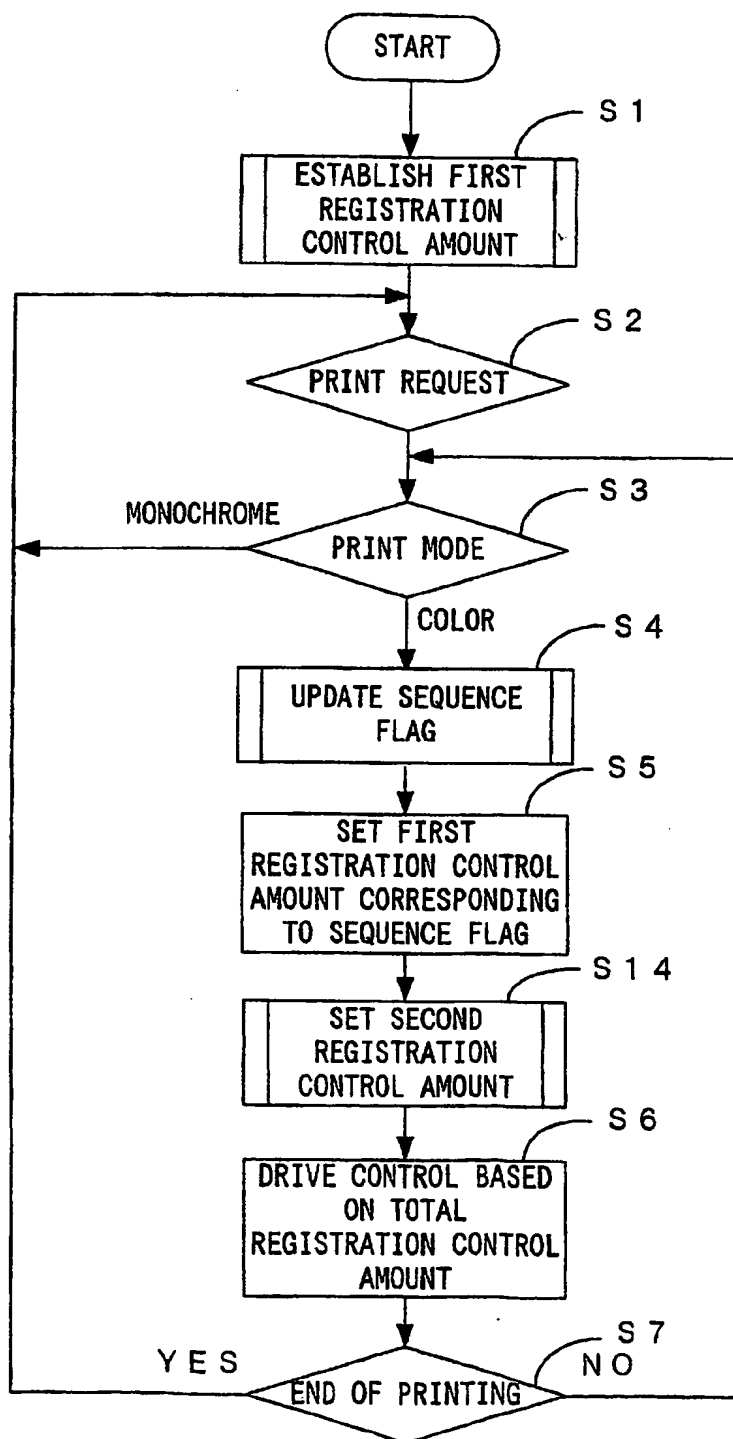 START
S 1
ESTABLISH FIRST
REGISTRATION
CONTROL AMOUNT
S 2
PRINT REQUEST
S 3
MONOCHROME
PRINT MODE
COLOR
S 4
UPDATE SEQUENCE
FLAG
S 5
SET FIRST
REGISTRATION CONTROL
AMOUNT CORRESPONDING
TO SEQUENCE FLAG
S 1 4
SET SECOND
REGISTRATION
CONTROL AMOUNT
S 6
DRIVE CONTROL BASED
ON TOTAL
REGISTRATION CONTROL
AMOUNT
S 7
YES
NO
END OF PRINTING